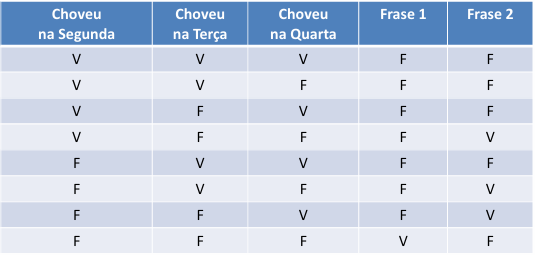 Choveu na Segunda Choveu na Terça Choveu na Quarta Frase 1 Frase 2
V V V F F
V V F F F
V F V F F
V F F F V
F V V F F
F V F F V
F F V F V
F F F V F